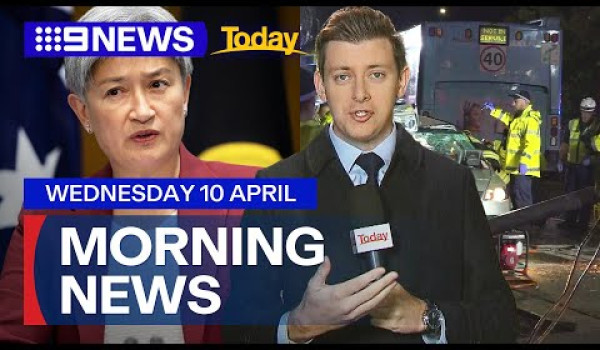 9NEWS Today
WEDNESDAY 10 APRIL
MORNING
NEWS
Today
NOT IN
SERVICE
40